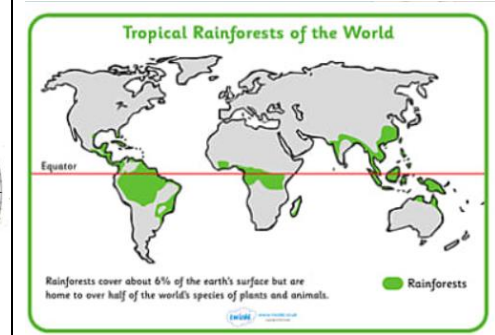 Tropical Rainforests of the World
Equator
Rainforests cover about 6% of the earth's surface but are
home to over half of the world's species of plants and animals.
Rainforests
twinkl